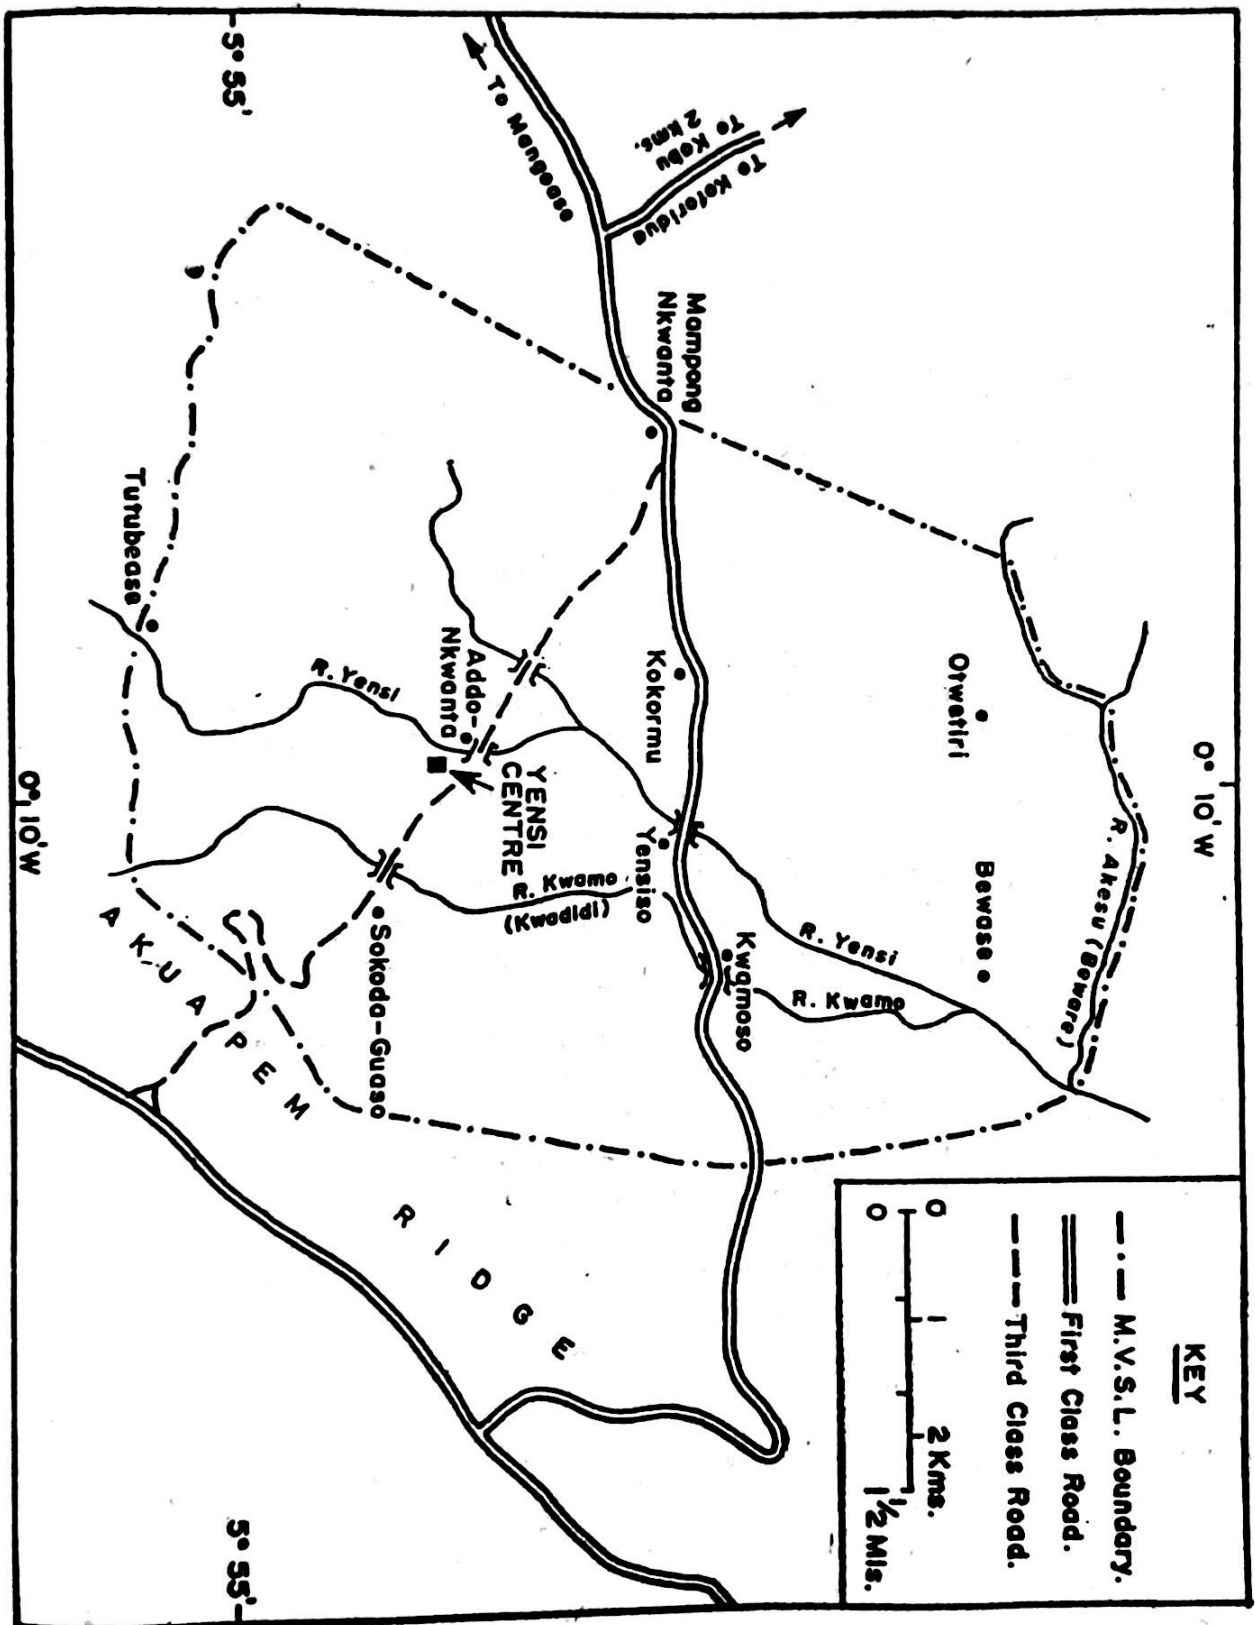 0° 10' W
To Kabu
2 kms.
To Koforidua
To Mangoase
Mampong
Nkwanta
Otwetiri
Bewase
R. Akesu (Beware)
Kokormu
Yensiso
R. Yensi
R. Kwamo
Kwamoso
Addo-
Nkwanta
YENSI
CENTRE
R. Kwamo
(Kwadidi)
R. Yensi
Tutubease
Sokoda-Guaso
AKUAPEM
RIDGE
5° 55'
5° 55'
0° 10' W
KEY
M.V.S.L. Boundary.
First Class Road.
Third Class Road.
0 1 2 Kms.
0 1½ Mls.